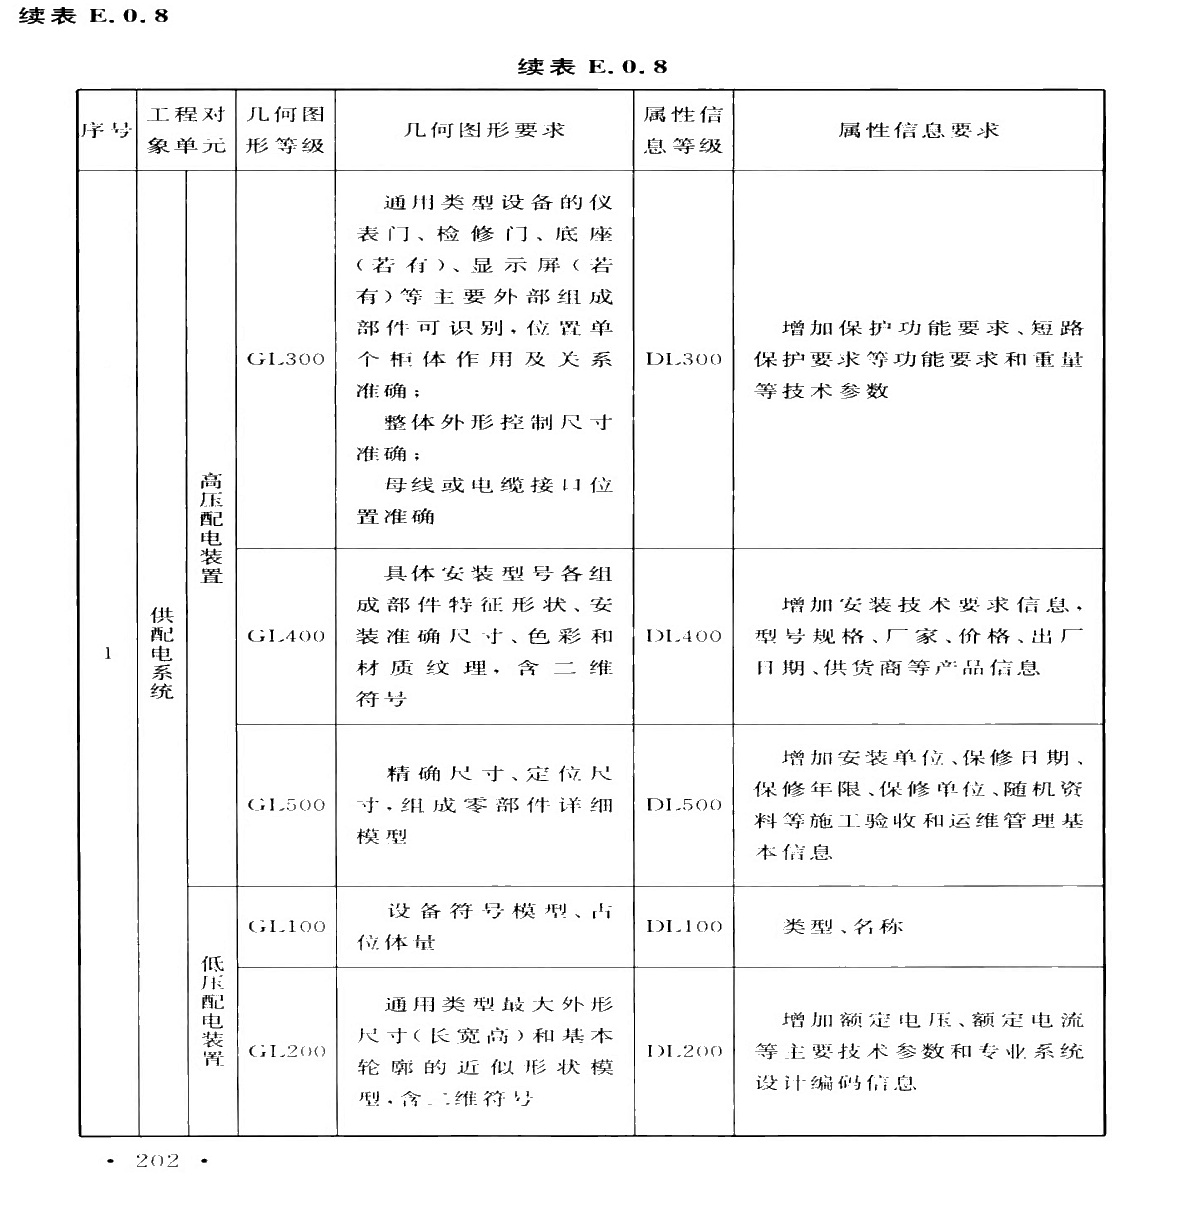 续表 E.0.8
续表 E.0.8
序号
工程对
象单元
几何图
形等级
几何图形要求
属性信
息等级
属性信息要求
1
供配电系统
高压配电装置
GL300
通用类型设备的仪
表门、检修门、底座
(若有)、显示屏(若
有)等主要外部组成
部件可识别,位置单
个柜体作用及关系
准确;
整体外形控制尺寸
准确;
母线或电缆接口位
置准确
DL300
增加保护功能要求、短路
保护要求等功能要求和重量
等技术参数
GL400
具体安装型号各组
成部件特征形状、安
装准确尺寸、色彩和
材质纹理,含二维
符号
DL400
增加安装技术要求信息,
型号规格、厂家、价格、出厂
日期、供货商等产品信息
GL500
精确尺寸、定位尺
寸,组成零部件详细
模型
DL500
增加安装单位、保修日期、
保修年限、保修单位、随机资
料等施工验收和运维管理基
本信息
低压配电装置
GL100
设备符号模型、占
位体量
DL100
类型、名称
GL200
通用类型最大外形
尺寸(长宽高)和基本
轮廓的近似形状模
型,含二维符号
DL200
增加额定电压、额定电流
等主要技术参数和专业系统
设计编码信息
· 202 ·